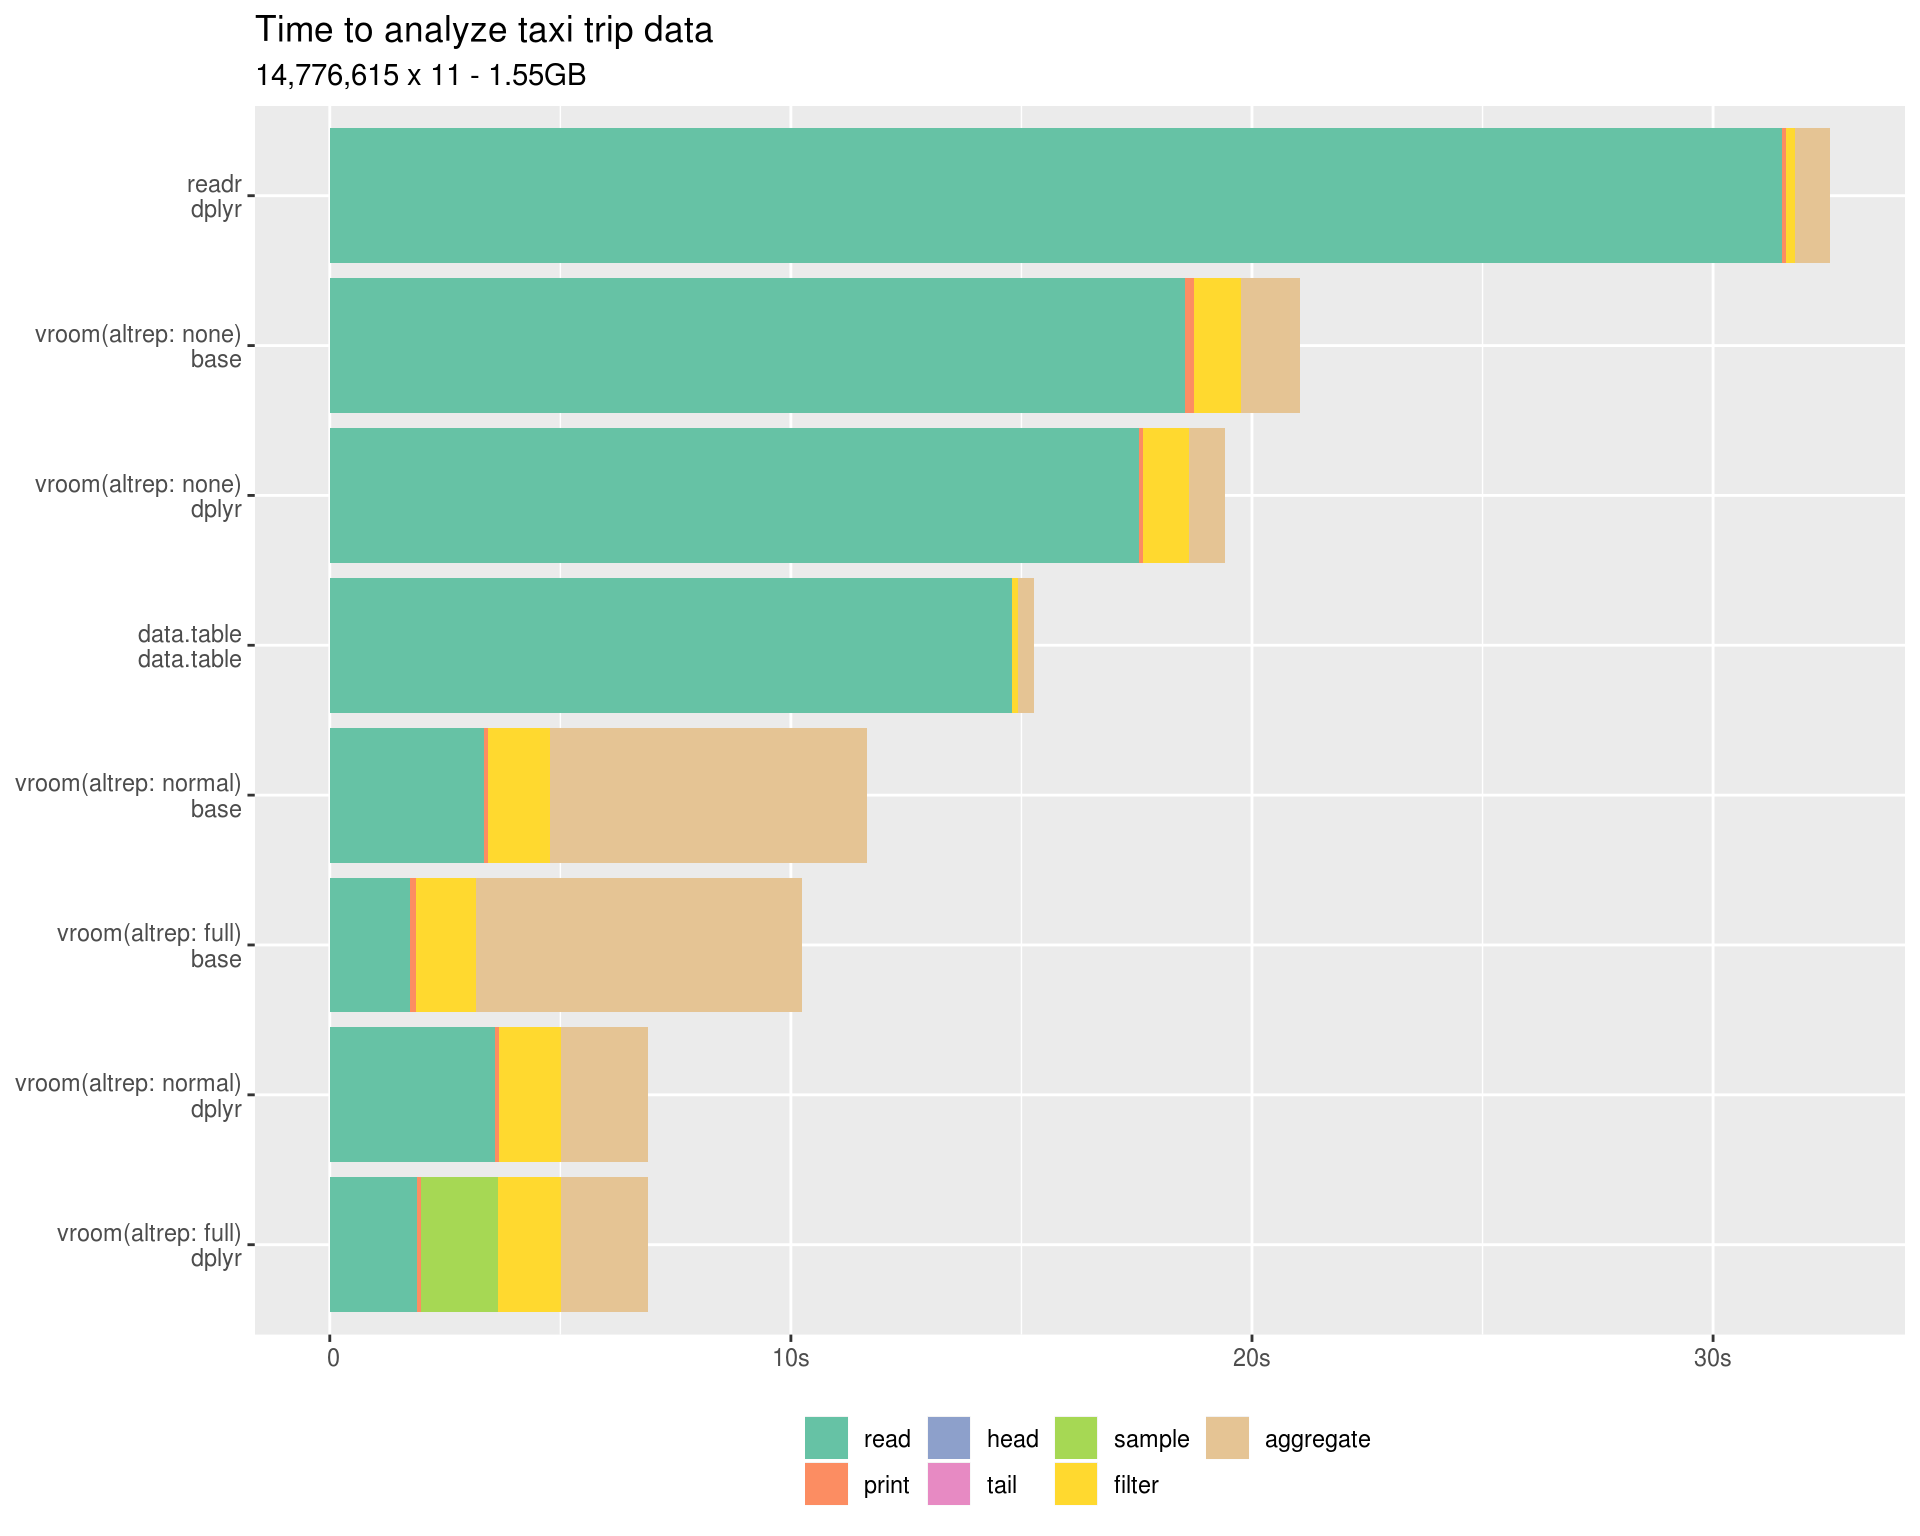 Time to analyze taxi trip data
14,776,615 x 11 - 1.55GB
readr
dplyr
vroom(altrep: none)
base
vroom(altrep: none)
dplyr
data.table
data.table
vroom(altrep: normal)
base
vroom(altrep: full)
base
vroom(altrep: normal)
dplyr
vroom(altrep: full)
dplyr
0 10s 20s 30s
read head sample aggregate
print tail filter